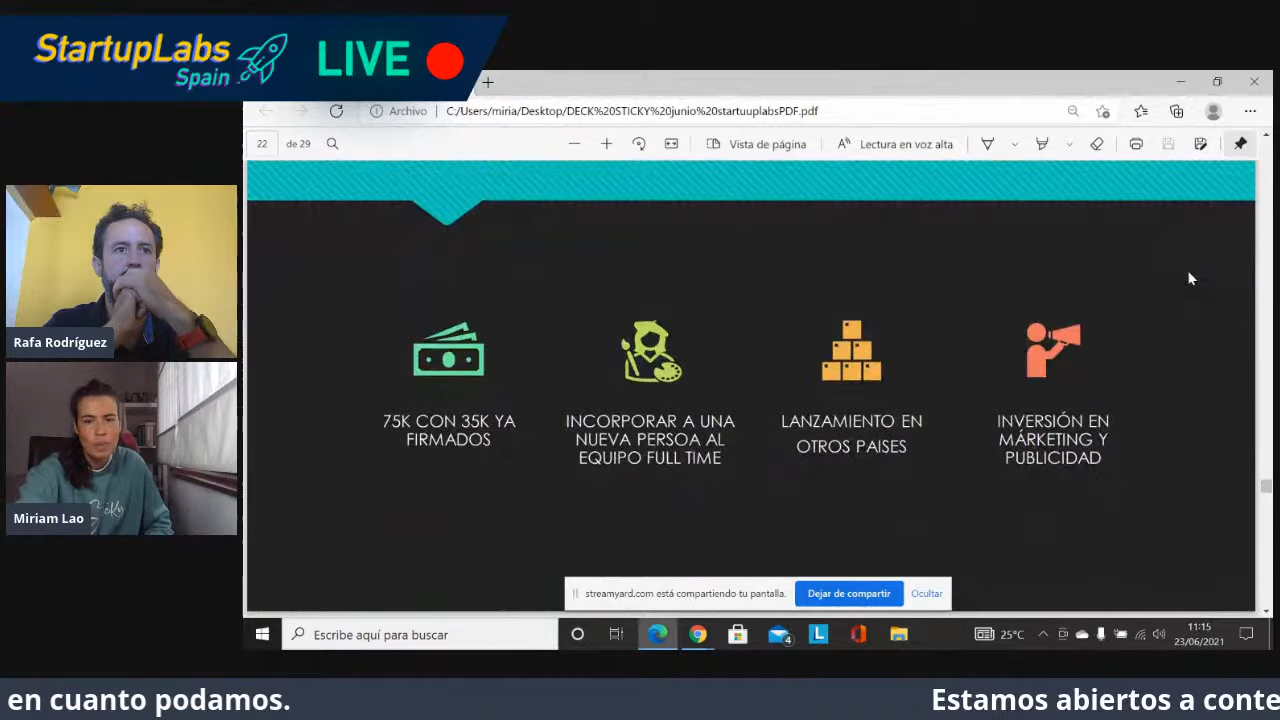 StartupLabs
Spain
LIVE
Archivo
C:/Users/miria/Desktop/DECK%20STICKY%20junio%20startuuplabsPDF.pdf
22 de 29
Vista de página
Lectura en voz alta
Rafa Rodríguez
Miriam Lao
75K CON 35K YA
FIRMADOS
INCORPORAR A UNA
NUEVA PERSOA AL
EQUIPO FULL TIME
LANZAMIENTO EN
OTROS PAISES
INVERSIÓN EN
MÁRKETING Y
PUBLICIDAD
streamyard.com está compartiendo tu pantalla.
Dejar de compartir
Ocultar
Escribe aquí para buscar
4
L
25°C
11:15
23/06/2021
en cuanto podamos.
Estamos abiertos a conte